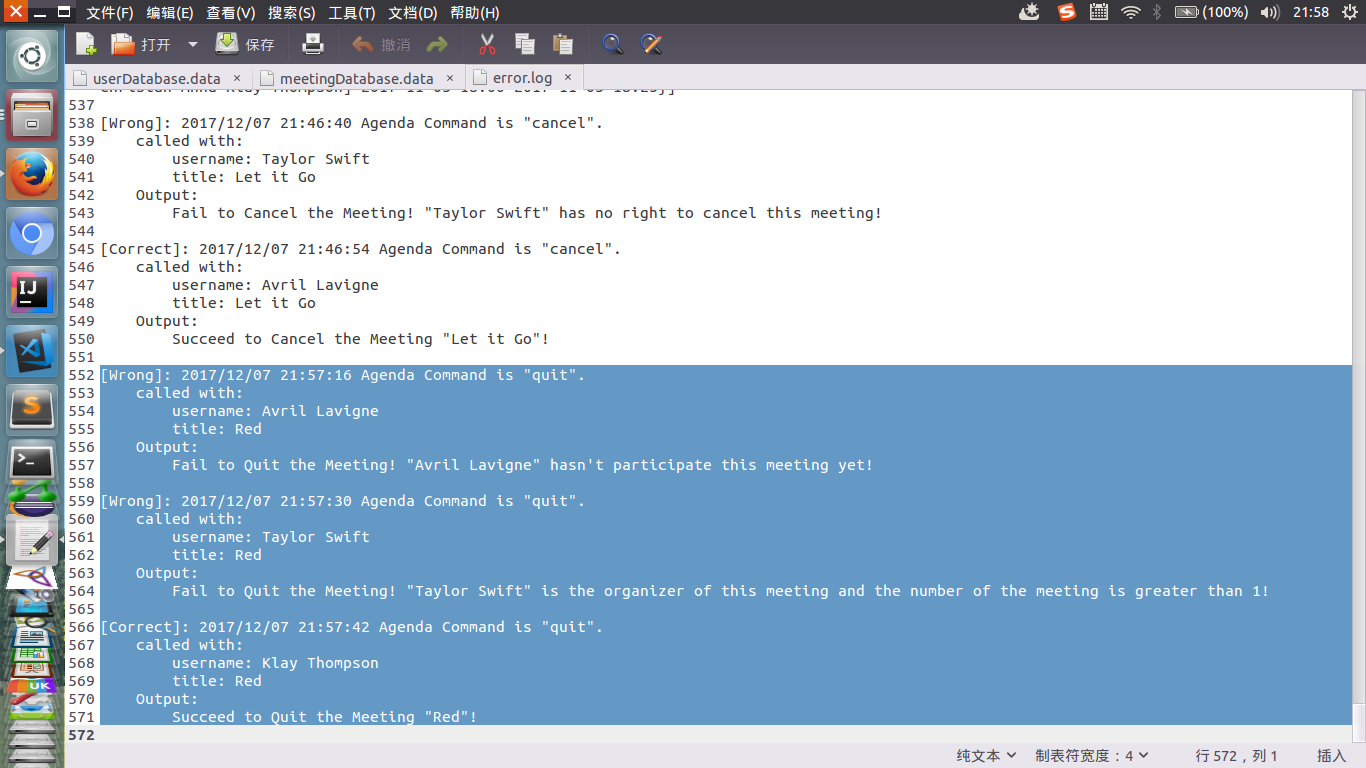 文件(F) 编辑(E) 查看(V) 搜索(S) 工具(T) 文档(D) 帮助(H) (100%) 21:58
打开 保存 撤消
userDatabase.data × meetingDatabase.data × error.log ×
537
538 [Wrong]: 2017/12/07 21:46:40 Agenda Command is "cancel".
539 called with:
540 username: Taylor Swift
541 title: Let it Go
542 Output:
543 Fail to Cancel the Meeting! "Taylor Swift" has no right to cancel this meeting!
544
545 [Correct]: 2017/12/07 21:46:54 Agenda Command is "cancel".
546 called with:
547 username: Avril Lavigne
548 title: Let it Go
549 Output:
550 Succeed to Cancel the Meeting "Let it Go"!
551
552 [Wrong]: 2017/12/07 21:57:16 Agenda Command is "quit".
553 called with:
554 username: Avril Lavigne
555 title: Red
556 Output:
557 Fail to Quit the Meeting! "Avril Lavigne" hasn't participate this meeting yet!
558
559 [Wrong]: 2017/12/07 21:57:30 Agenda Command is "quit".
560 called with:
561 username: Taylor Swift
562 title: Red
563 Output:
564 Fail to Quit the Meeting! "Taylor Swift" is the organizer of this meeting and the number of the meeting is greater than 1!
565
566 [Correct]: 2017/12/07 21:57:42 Agenda Command is "quit".
567 called with:
568 username: Klay Thompson
569 title: Red
570 Output:
571 Succeed to Quit the Meeting "Red"!
572
纯文本 制表符宽度：4 行 572，列 1 插入